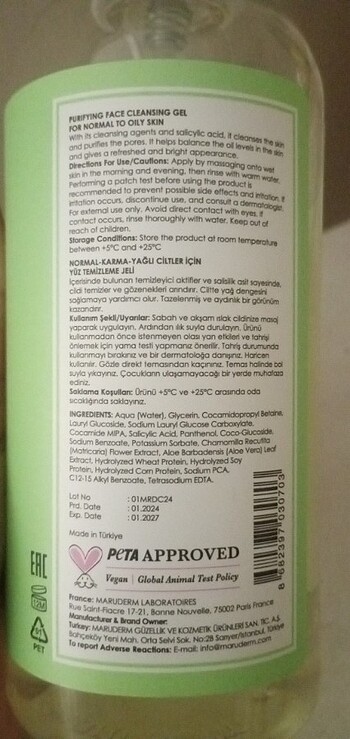 PURIFYING FACE CLEANSING GEL
FOR NORMAL TO OILY SKIN
With its cleansing agents and salicylic acid, it cleanses the skin
and purifies the pores. It helps balance the oil levels in the skin
and gives a refreshed and bright appearance.
Directions For Use/Cautions: Apply by massaging onto wet
skin in the morning and evening, then rinse with warm water.
Performing a patch test before using the product is
recommended to prevent possible side effects and irritation. If
irritation occurs, discontinue use, and consult a dermatologist.
For external use only. Avoid direct contact with eyes, if
contact occurs, rinse thoroughly with water. Keep out of
reach of children.
Storage Conditions: Store the product at room temperature
between +5°C and +25°C
NORMAL-KARMA-YAĞLI CİLTLER İÇİN
YÜZ TEMİZLEME JELİ
İçerisinde bulunan temizleyici aktifler ve salisilik asit sayesinde,
cildi temizler ve gözenekleri arındırır. Ciltte yağ dengesini
sağlamaya yardımcı olur. Tazelenmiş ve aydınlık bir görünüm
kazandırır.
Kullanım Şekli/Uyarılar: Sabah ve akşam ıslak cildinize masaj
yaparak uygulayın. Ardından ılık suyla durulayın. Ürünü
kullanmadan önce istenmeyen olası yan etkileri ve tahrişi
önlemek için yama testi yapmanız önerilir. Tahriş durumunda
kullanmayı bırakınız ve bir dermatoloğa danışınız. Haricen
kullanılır. Gözle direkt temasından kaçınınız. Temas halinde bol
suyla yıkayınız. Çocukların ulaşamayacağı bir yerde muhafaza
ediniz.
Saklama Koşulları: Ürünü +5°C ve +25°C arasında oda
sıcaklığında saklayınız.
INGREDIENTS: Aqua (Water), Glycerin, Cocamidopropyl Betaine,
Lauryl Glucoside, Sodium Lauryl Glucose Carboxylate,
Cocamide MIPA, Salicylic Acid, Panthenol, Coco-Glucoside,
Sodium Benzoate, Potassium Sorbate, Chamomilla Recutita
(Matricaria) Flower Extract, Aloe Barbadensis (Aloe Vera) Leaf
Extract, Hydrolyzed Wheat Protein, Hydrolyzed Soy
Protein, Hydrolyzed Corn Protein, Sodium PCA,
C12-15 Alkyl Benzoate, Tetrasodium EDTA.
Lot No : 01MRDC24
Prd. Date : 01.2024
Exp. Date : 01.2027
Made in Türkiye
8 682397 030703
PETA APPROVED
Vegan | Global Animal Test Policy
EAC
12M
91
PET
France: MARUDERM LABORATOIRES
Rue Saint-Fiacre 17-21, Bonne Nouvelle, 75002 Paris France
Manufacturer & Brand Owner:
Turkey: MARUDERM GÜZELLİK VE KOZMETİK ÜRÜNLERİ SAN. TİC. A.Ş.
Bahçeköy Yeni Mah. Orta Selvi Sok. No:28 Sarıyer/İstanbul, Türkiye
To report Adverse Reactions: E-mail: info@maruderm.com